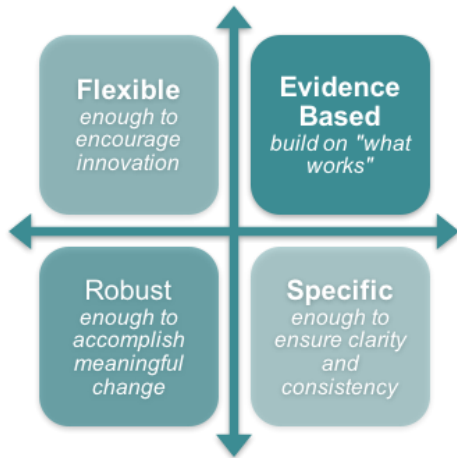 Flexible
enough to
encourage
innovation
Evidence
Based
build on "what
works"
Robust
enough to
accomplish
meaningful
change
Specific
enough to
ensure clarity
and
consistency